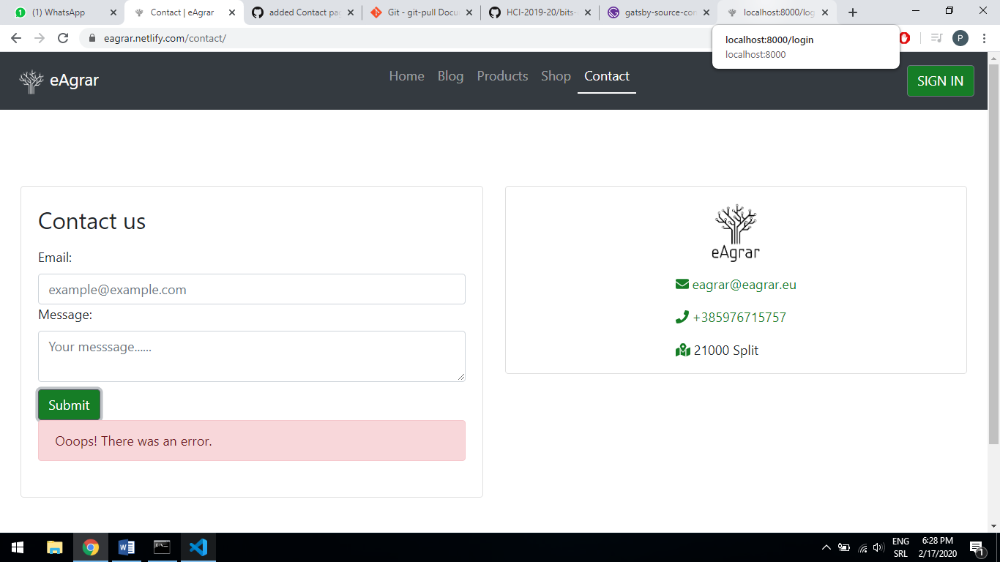 (1) WhatsApp
Contact | eAgrar
added Contact pag
Git - git-pull Docu
HCI-2019-20/bits-
gatsby-source-con
localhost:8000/log
eagrar.netlify.com/contact/
P
localhost:8000/login
localhost:8000
eAgrar
Home Blog Products Shop Contact
SIGN IN
Contact us
Email:
example@example.com
Message:
Your messsage......
Submit
Ooops! There was an error.
eAgrar
eagrar@eagrar.eu
+385976715757
21000 Split
ENG
SRL
6:28 PM
2/17/2020
1